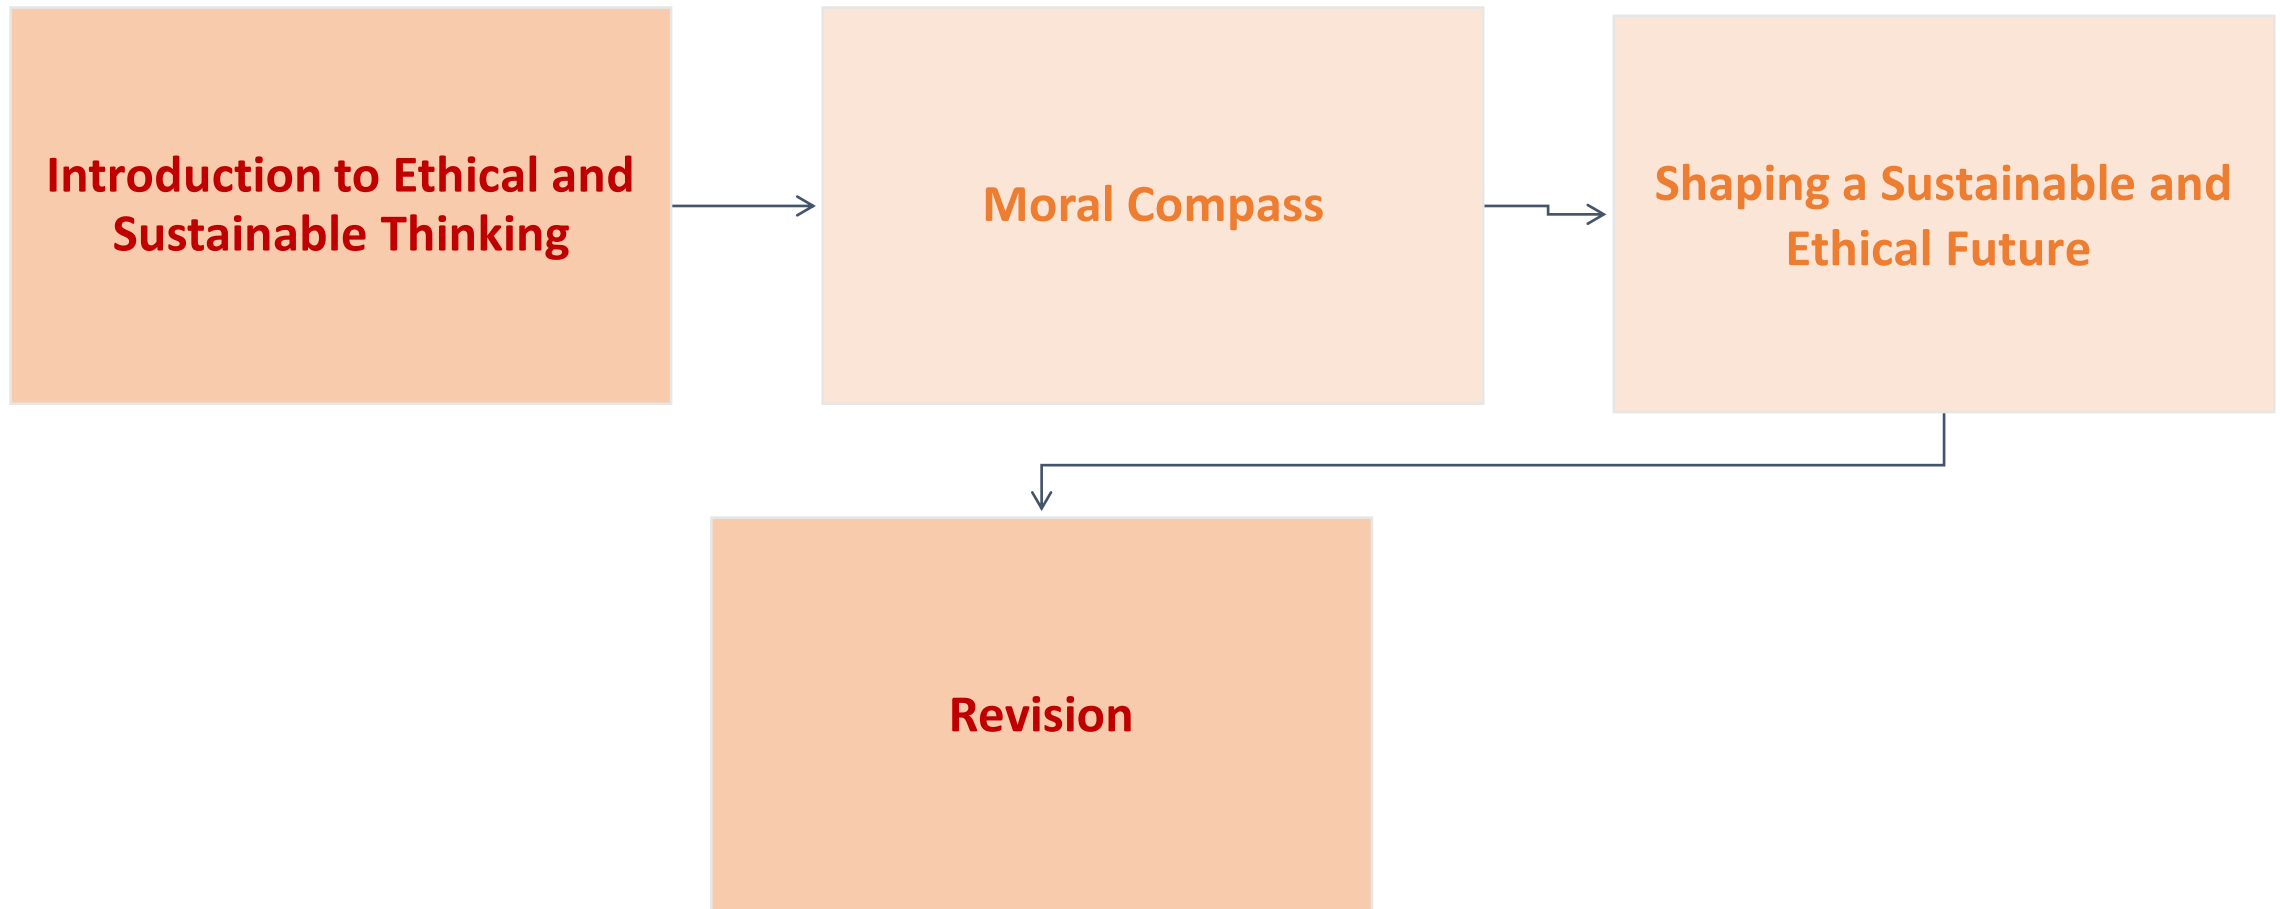 Introduction to Ethical and
Sustainable Thinking
Moral Compass
Shaping a Sustainable and
Ethical Future
Revision